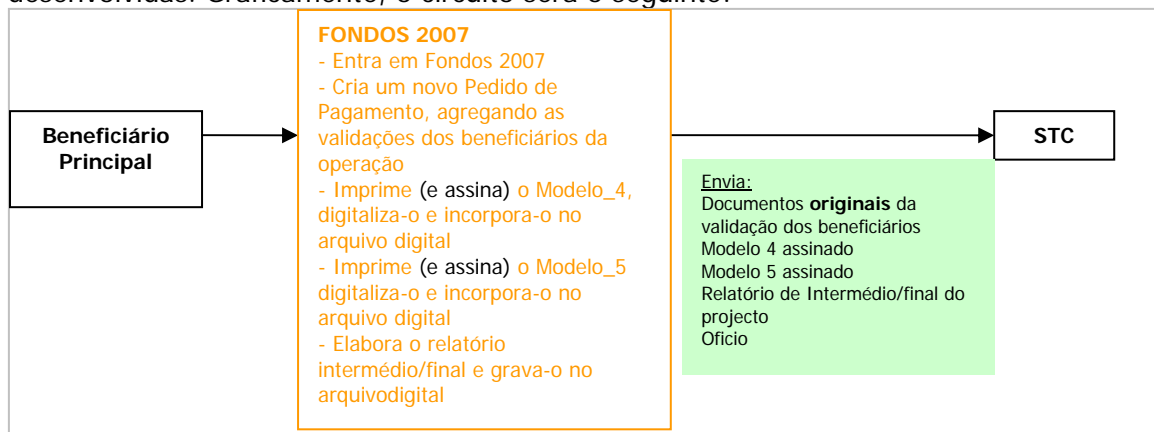 desenvolvidas. Graficamente, o circuito será o seguinte:
FONDOS 2007
- Entra em Fondos 2007
- Cria um novo Pedido de
Pagamento, agregando as
validações dos beneficiários da
operação
- Imprime (e assina) o Modelo_4,
digitaliza-o e incorpora-o no
arquivo digital
- Imprime (e assina) o Modelo_5
digitaliza-o e incorpora-o no
arquivo digital
- Elabora o relatório
intermédio/final e grava-o no
arquivodigital
Beneficiário
Principal
STC
Envia:
Documentos originais da
validação dos beneficiários
Modelo 4 assinado
Modelo 5 assinado
Relatório de Intermédio/final do
projecto
Oficio